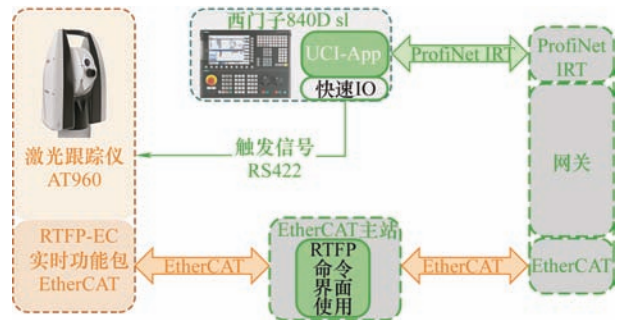 西门子840D sl
UCI-App
快速IO
ProfiNet IRT
ProfiNet
IRT
网关
EtherCAT
触发信号
RS422
激光跟踪仪
AT960
RTFP-EC
实时功能包
EtherCAT
EtherCAT
EtherCAT主站
RTFP
命令
界面
使用
EtherCAT